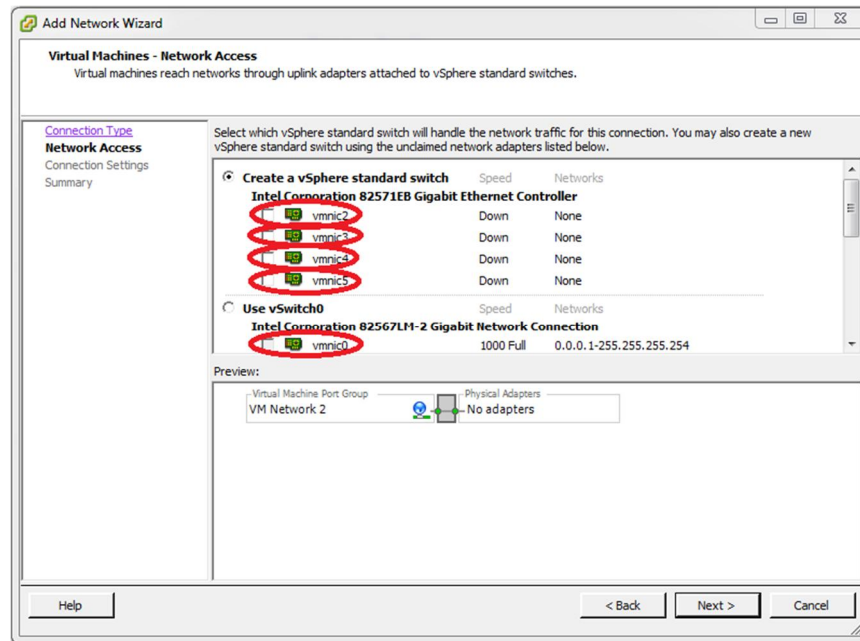 Add Network Wizard
Virtual Machines - Network Access
Virtual machines reach networks through uplink adapters attached to vSphere standard switches.
Connection Type
Network Access
Connection Settings
Summary
Select which vSphere standard switch will handle the network traffic for this connection. You may also create a new
vSphere standard switch using the unclaimed network adapters listed below.
Create a vSphere standard switch Speed Networks
Intel Corporation 82571EB Gigabit Ethernet Controller
vmnic2 Down None
vmnic3 Down None
vmnic4 Down None
vmnic5 Down None
Use vSwitch0 Speed Networks
Intel Corporation 82567LM-2 Gigabit Network Connection
vmnic0 1000 Full 0.0.0.1-255.255.255.254
Preview:
Virtual Machine Port Group Physical Adapters
VM Network 2 No adapters
Help < Back Next > Cancel